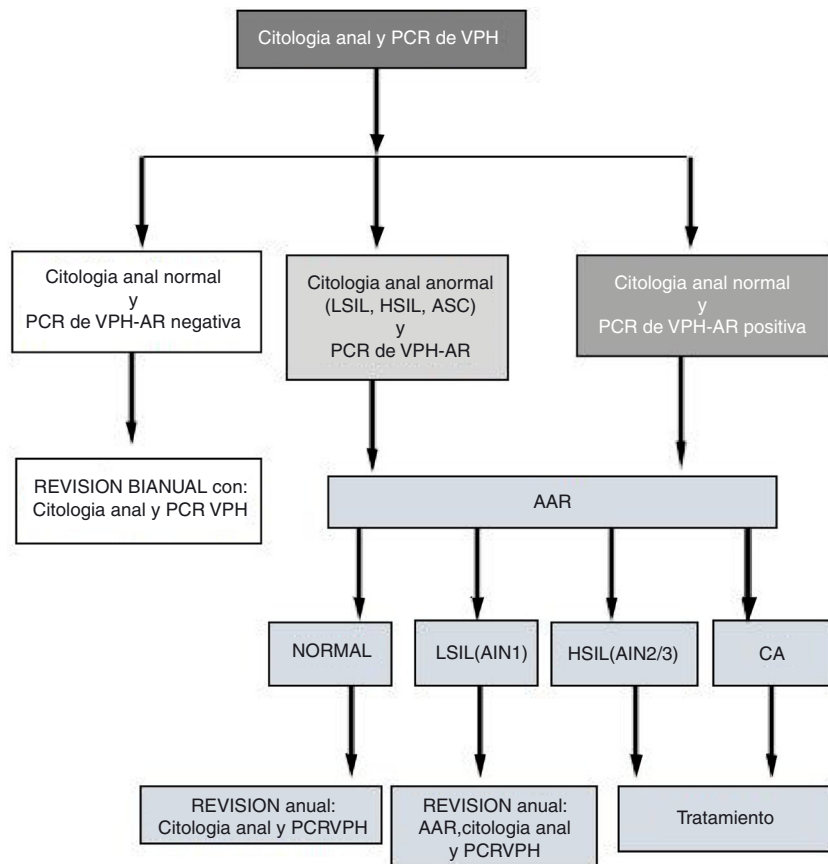 Citologia anal y PCR de VPH
Citologia anal normal
y
PCR de VPH-AR negativa
Citologia anal anormal
(LSIL, HSIL, ASC)
y
PCR de VPH-AR
Citologia anal normal
y
PCR de VPH-AR positiva
REVISION BIANUAL con:
Citologia anal y PCR VPH
AAR
NORMAL
LSIL(AIN1)
HSIL(AIN2/3)
CA
REVISION anual:
Citologia anal y PCRVPH
REVISION anual:
AAR,citologia anal
y PCRVPH
Tratamiento